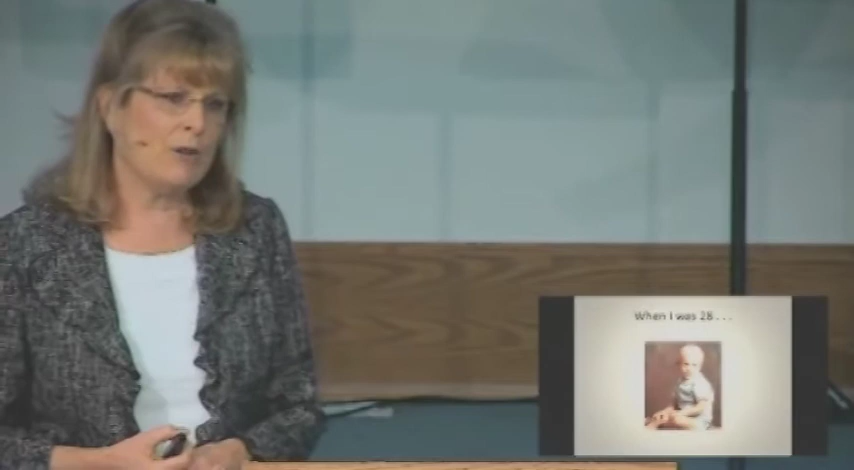 When I was 28 . . .